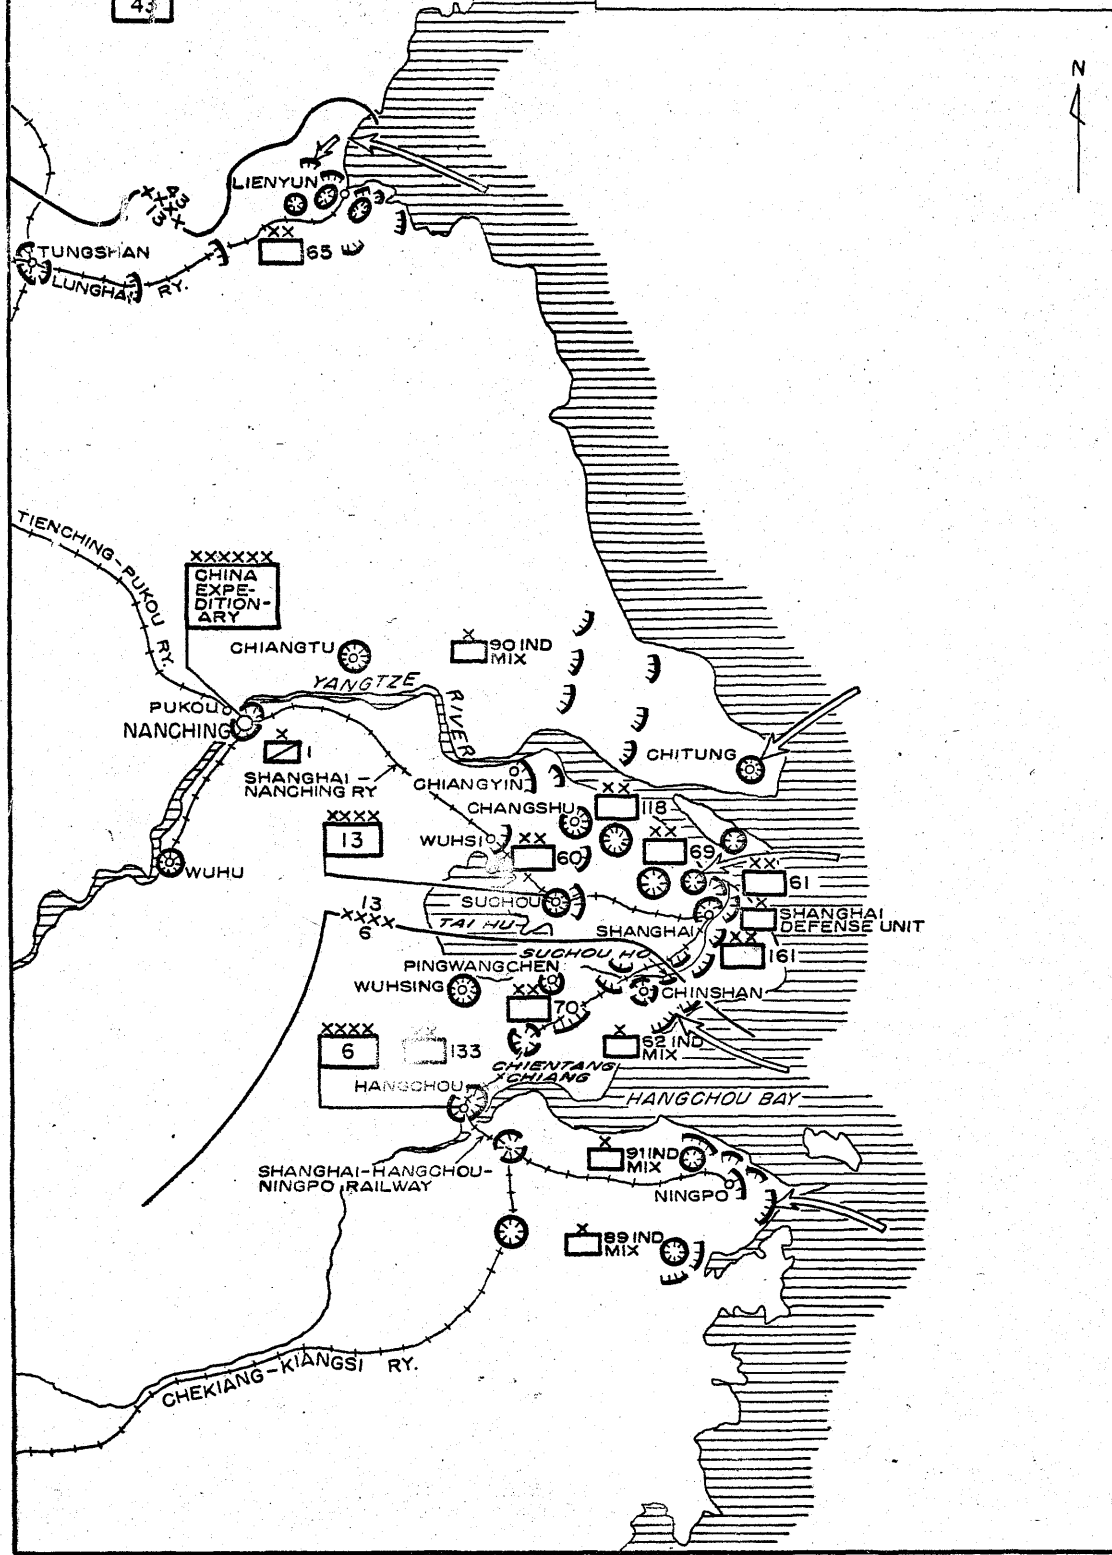 43
N
LIENYUN
43
XXXX
13
XX
65
TUNGSHAN
LUNGHAI RY.
TIENCHING-PUKOU RY.
XXXXXX
CHINA
EXPE-
DITION-
ARY
CHIANGTU
X
90 IND
MIX
YANGTZE RIVER
PUKOU
NANCHING
X
1
SHANGHAI -
NANCHING RY
CHITUNG
CHIANGYIN
XX
118
CHANGSHU
XXXX
13
WUHSI
XX
60
XX
69
WUHU
XX
61
SUCHOU
X
SHANGHAI
DEFENSE UNIT
13
XXXX
6
TAI HU
SHANGHAI
XX
161
SUCHOU HO
PINGWANGCHEN
WUHSING
CHINSHAN
XX
70
XXXX
6
XX
133
X
62 IND
MIX
CHIENTANG
CHIANG
HANGCHOU
HANGCHOU BAY
X
91 IND
MIX
SHANGHAI-HANGCHOU-
NINGPO RAILWAY
NINGPO
X
89 IND
MIX
CHEKIANG-KIANGSI RY.